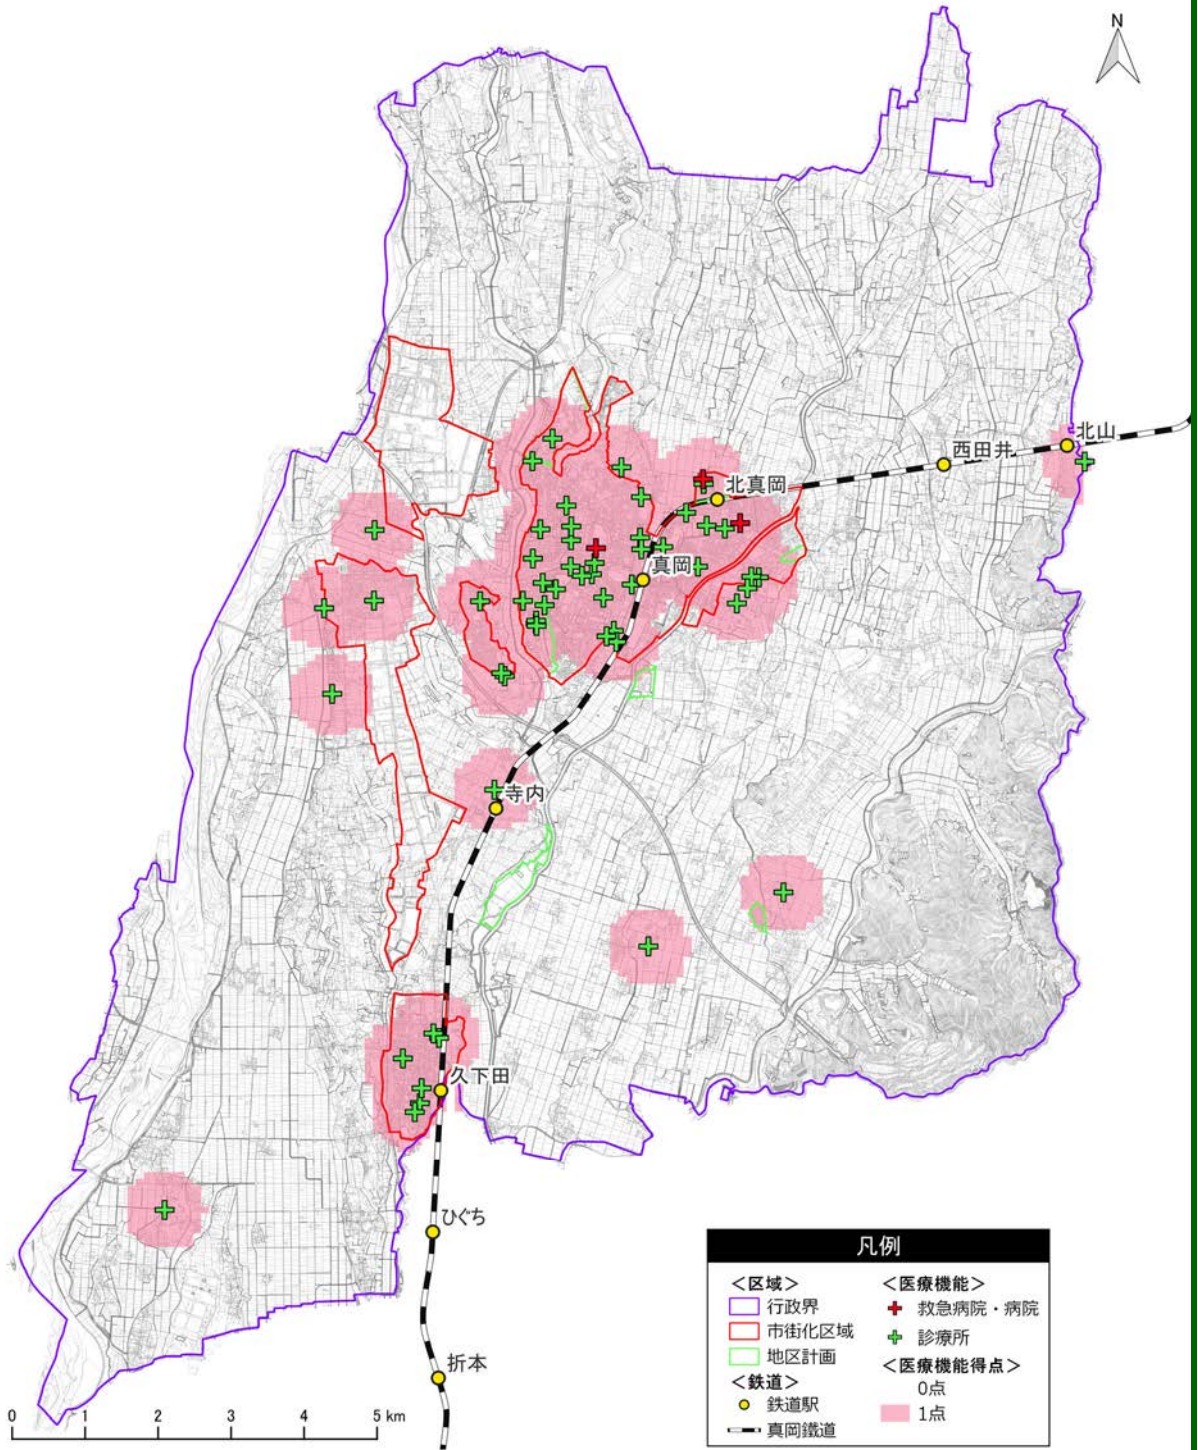 N
北山
西田井
北真岡
真岡
寺内
久下田
ひぐち
折本
凡例
＜区域＞
行政界
市街化区域
地区計画
＜鉄道＞
鉄道駅
真岡鐵道
＜医療機能＞
救急病院・病院
診療所
＜医療機能得点＞
0点
1点
0 1 2 3 4 5 km